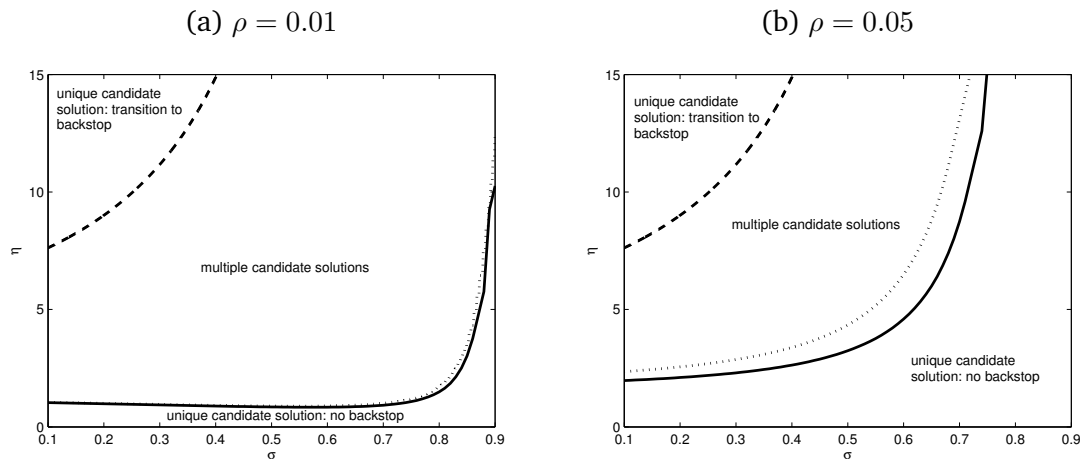 (a) ρ = 0.01
15
10
5
0
η
unique candidate
solution: transition to
backstop
multiple candidate solutions
unique candidate solution: no backstop
0.1 0.2 0.3 0.4 0.5 0.6 0.7 0.8 0.9
σ
(b) ρ = 0.05
15
10
5
0
η
unique candidate
solution: transition to
backstop
multiple candidate solutions
unique candidate
solution: no backstop
0.1 0.2 0.3 0.4 0.5 0.6 0.7 0.8 0.9
σ